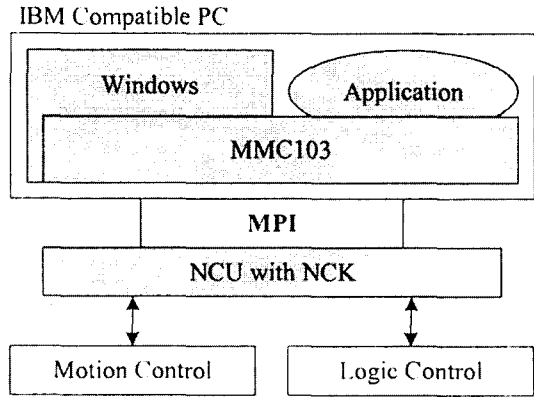 IBM Compatible PC
Windows
Application
MMC103
MPI
NCU with NCK
Motion Control
Logic Control